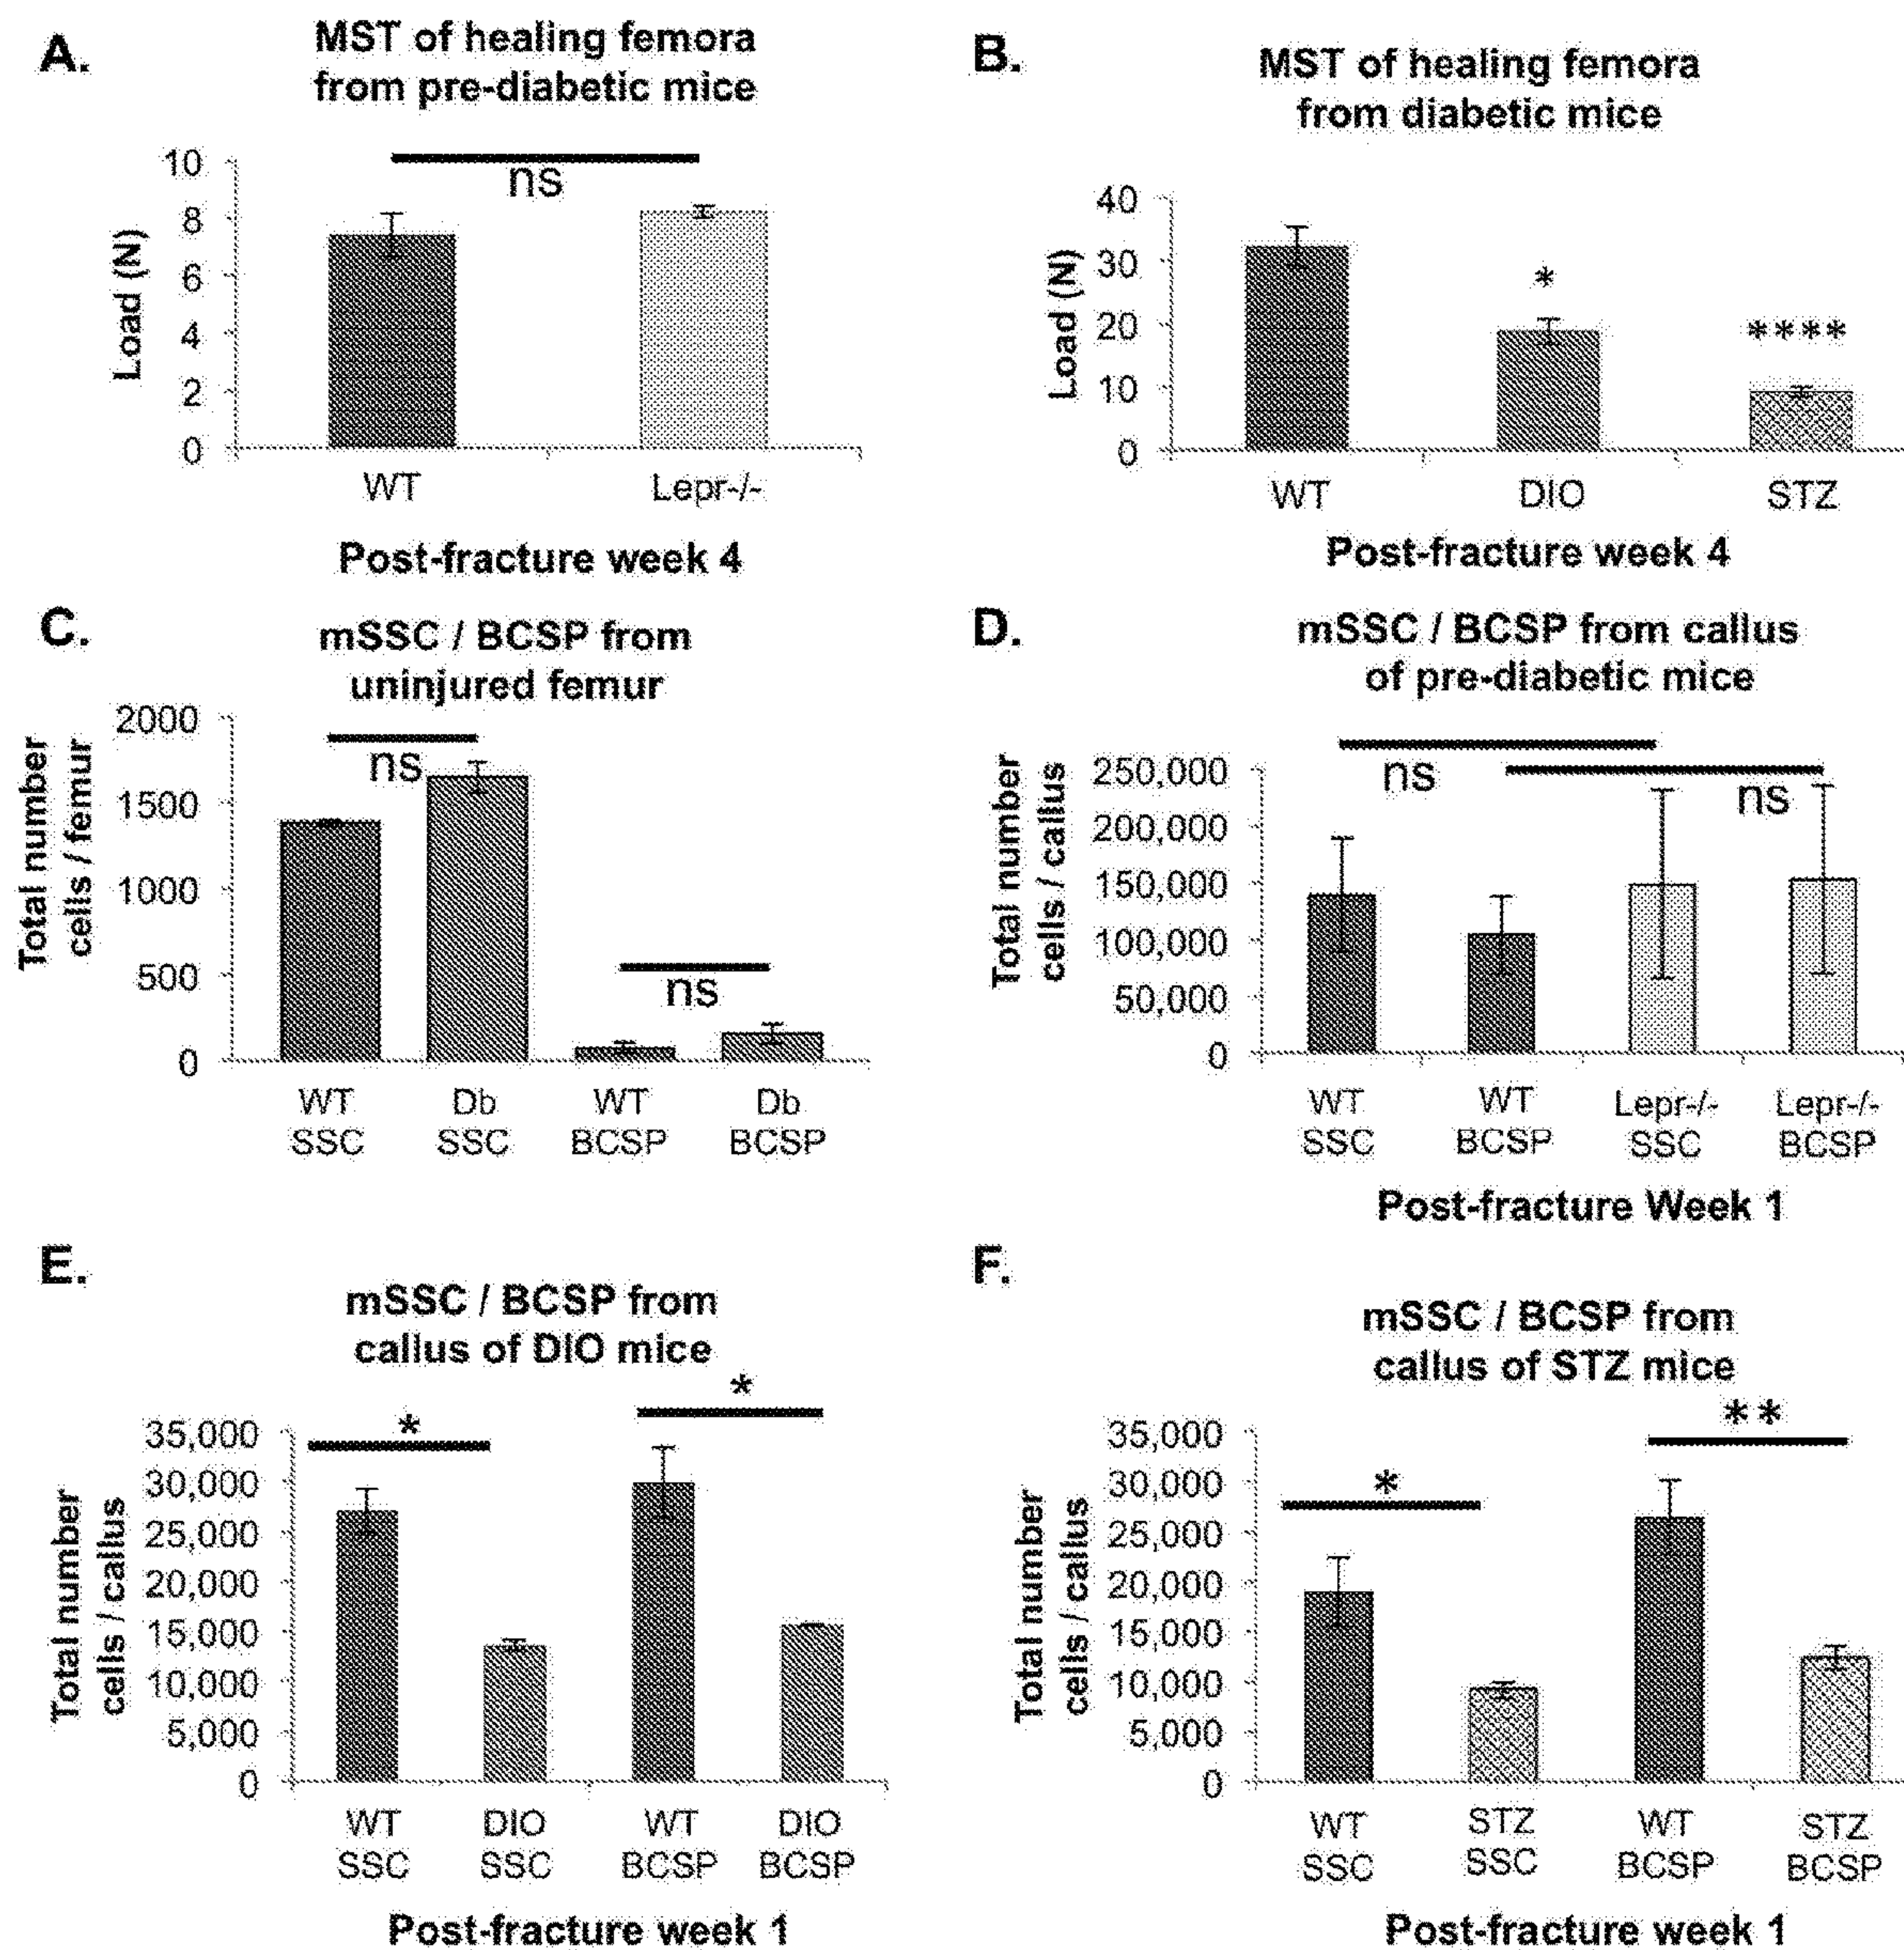 A.
MST of healing femora
from pre-diabetic mice
Load (N)
10
8
6
4
2
0
ns
WT
Lepr-/-
Post-fracture week 4
B.
MST of healing femora
from diabetic mice
Load (N)
40
30
20
10
0
*
****
WT
DIO
STZ
Post-fracture week 4
C.
mSSC / BCSP from
uninjured femur
Total number
cells / femur
2000
1500
1000
500
0
ns
ns
WT
SSC
Db
SSC
WT
BCSP
Db
BCSP
D.
mSSC / BCSP from callus
of pre-diabetic mice
Total number
cells / callus
250,000
200,000
150,000
100,000
50,000
0
ns
ns
WT
SSC
WT
BCSP
Lepr-/-
SSC
Lepr-/-
BCSP
Post-fracture Week 1
E.
mSSC / BCSP from
callus of DIO mice
Total number
cells / callus
35,000
30,000
25,000
20,000
15,000
10,000
5,000
0
*
*
WT
SSC
DIO
SSC
WT
BCSP
DIO
BCSP
Post-fracture week 1
F.
mSSC / BCSP from
callus of STZ mice
Total number
cells / callus
35,000
30,000
25,000
20,000
15,000
10,000
5,000
0
*
**
WT
SSC
STZ
SSC
WT
BCSP
STZ
BCSP
Post-fracture week 1